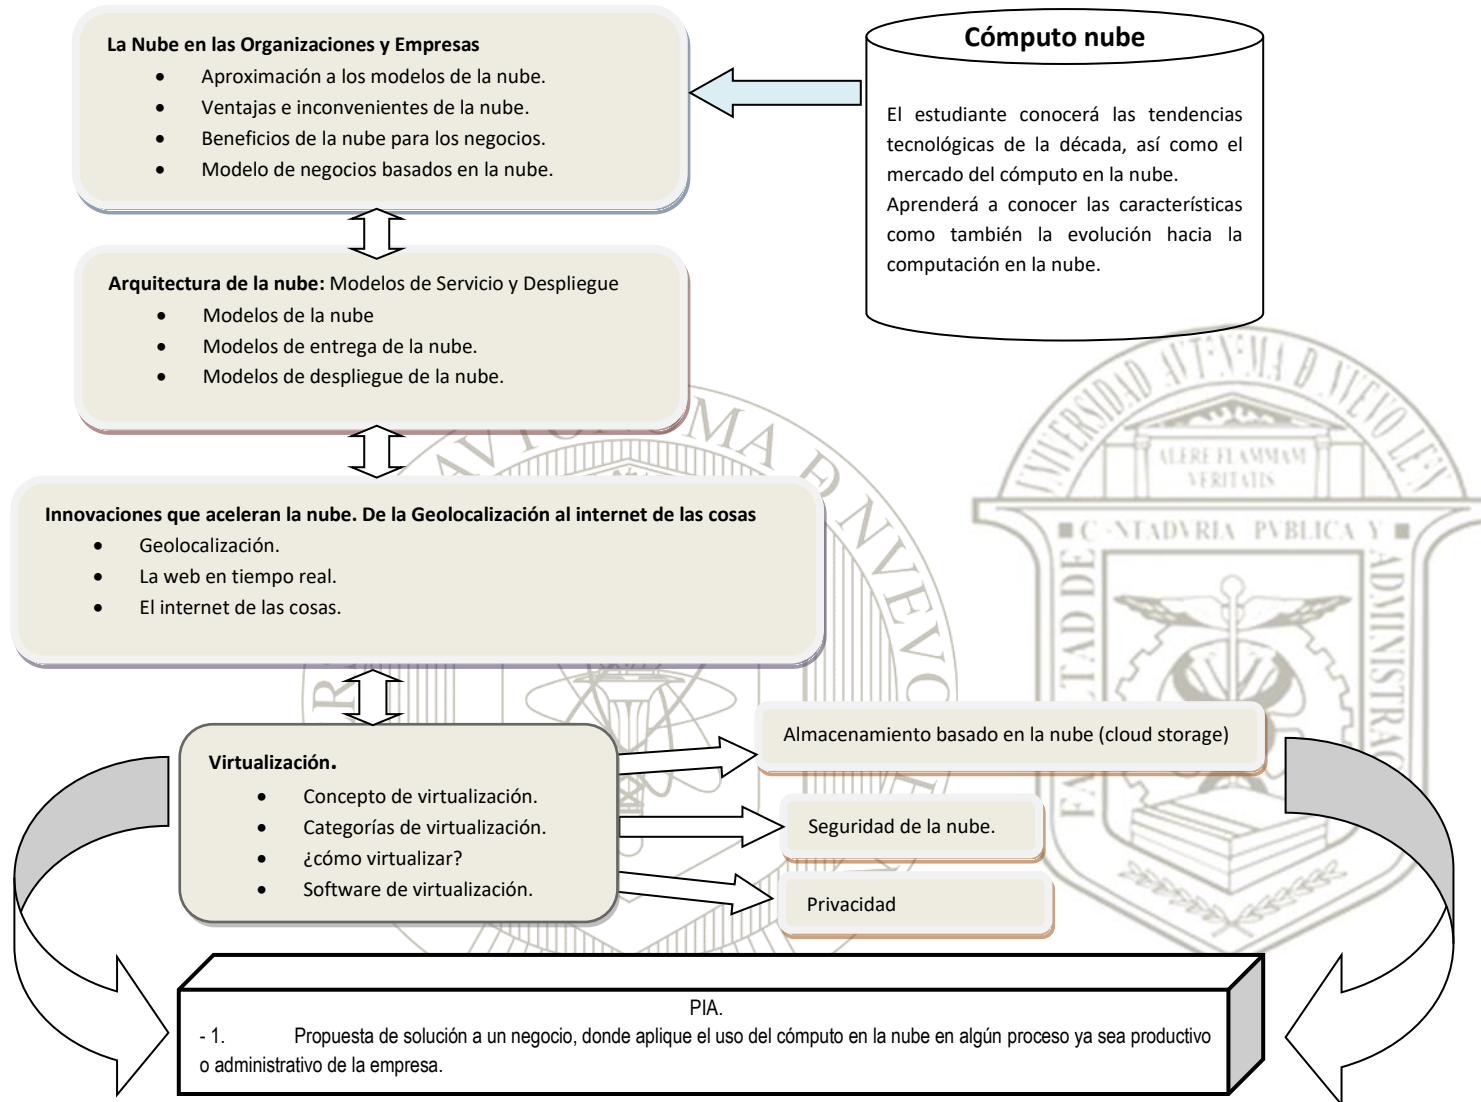 La Nube en las Organizaciones y Empresas
• Aproximación a los modelos de la nube.
• Ventajas e inconvenientes de la nube.
• Beneficios de la nube para los negocios.
• Modelo de negocios basados en la nube.
Cómputo nube
El estudiante conocerá las tendencias
tecnológicas de la década, así como el
mercado del cómputo en la nube.
Aprenderá a conocer las características
como también la evolución hacia la
computación en la nube.
Arquitectura de la nube: Modelos de Servicio y Despliegue
• Modelos de la nube
• Modelos de entrega de la nube.
• Modelos de despliegue de la nube.
Innovaciones que aceleran la nube. De la Geolocalización al internet de las cosas
• Geolocalización.
• La web en tiempo real.
• El internet de las cosas.
Virtualización.
• Concepto de virtualización.
• Categorías de virtualización.
• ¿cómo virtualizar?
• Software de virtualización.
Almacenamiento basado en la nube (cloud storage)
Seguridad de la nube.
Privacidad
PIA.
- 1. Propuesta de solución a un negocio, donde aplique el uso del cómputo en la nube en algún proceso ya sea productivo
o administrativo de la empresa.
ALERE FLAMMAM
VERITATIS
PVBLICA Y